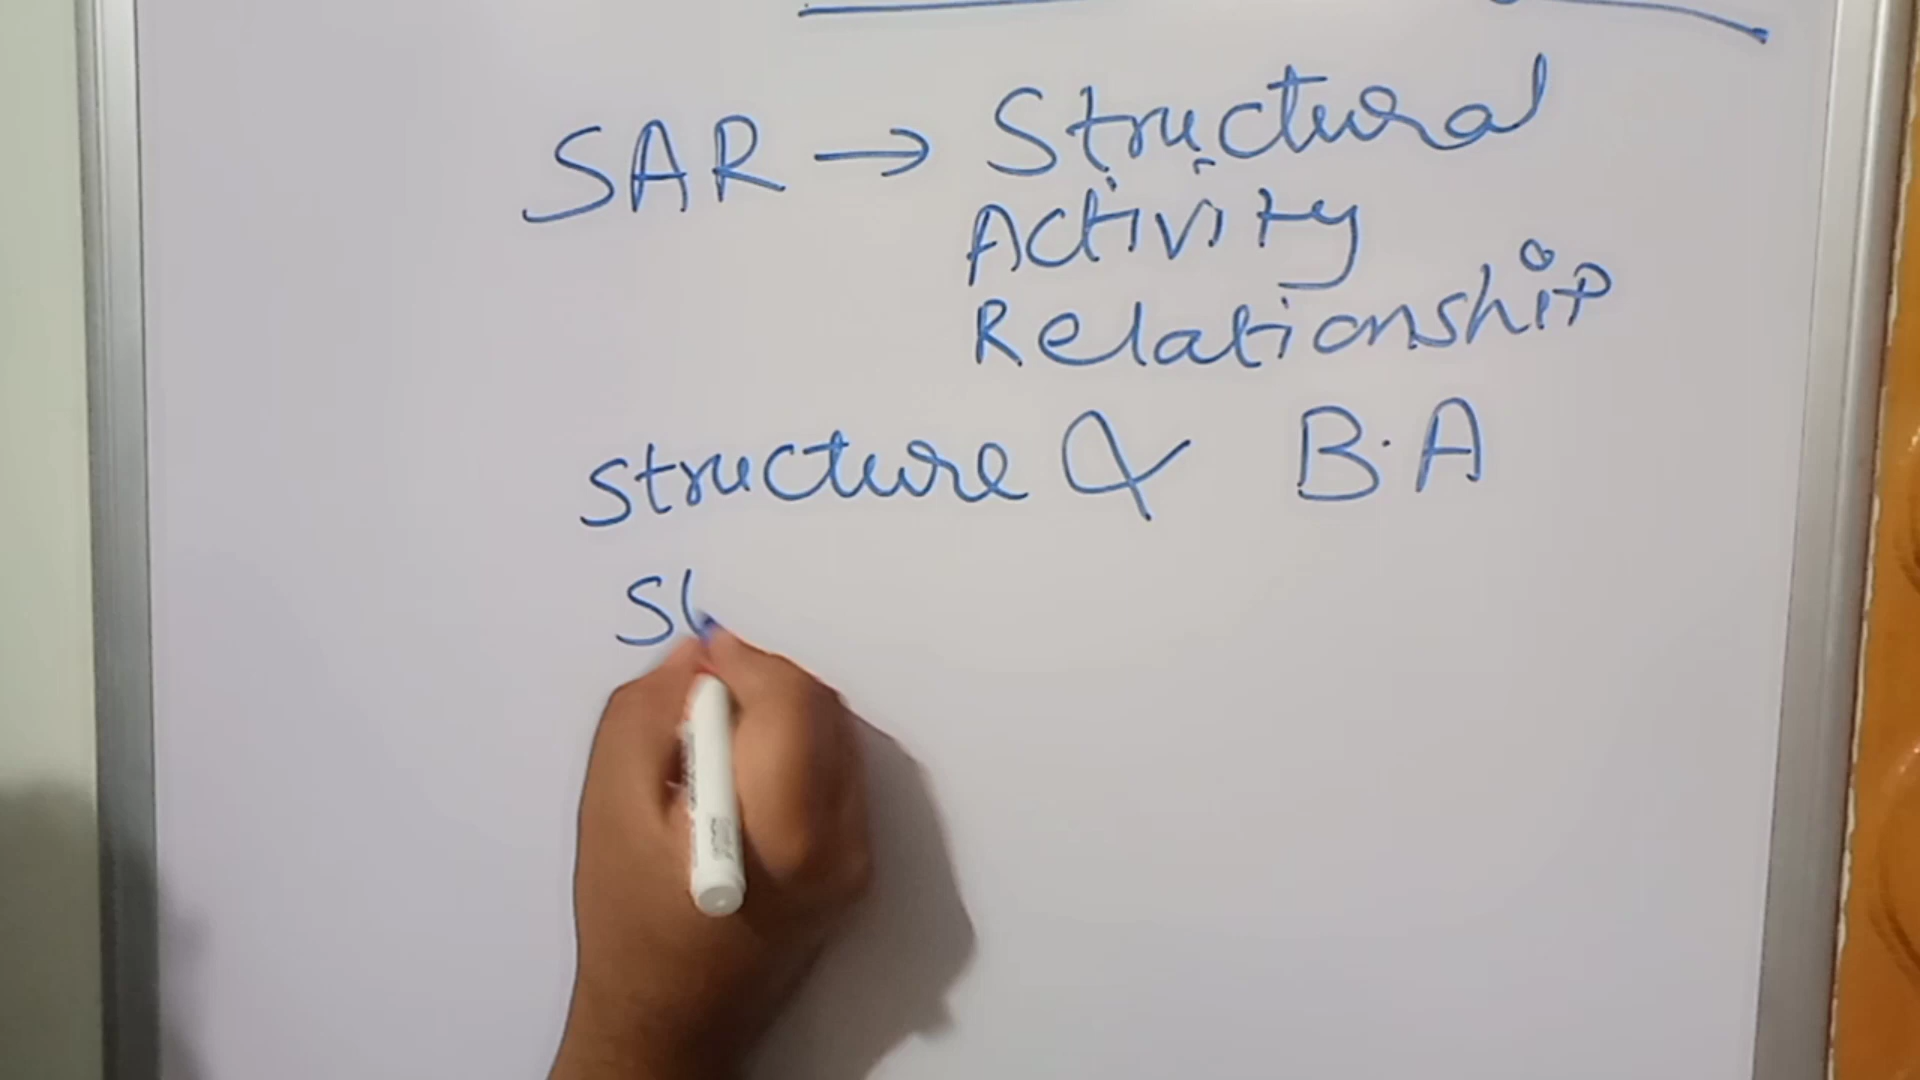 SAR → Structural
Activity
Relationship
structure ∝ B.A
S